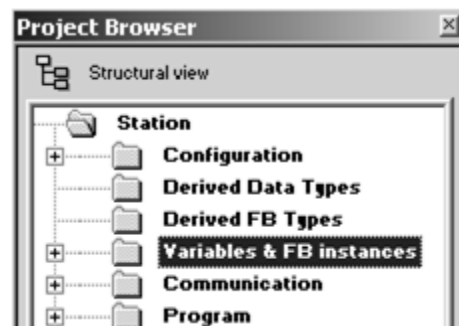 Project Browser
Structural view
Station
Configuration
Derived Data Types
Derived FB Types
Variables & FB instances
Communication
Program